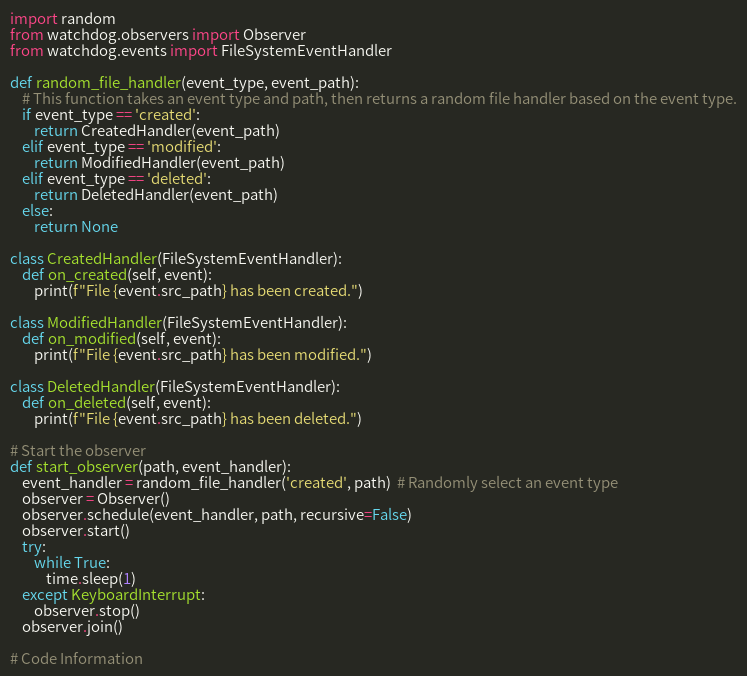 import random
from watchdog.observers import Observer
from watchdog.events import FileSystemEventHandler

def random_file_handler(event_type, event_path):
    # This function takes an event type and path, then returns a random file handler based on the event type.
    if event_type == 'created':
        return CreatedHandler(event_path)
    elif event_type == 'modified':
        return ModifiedHandler(event_path)
    elif event_type == 'deleted':
        return DeletedHandler(event_path)
    else:
        return None

class CreatedHandler(FileSystemEventHandler):
    def on_created(self, event):
        print(f"File {event.src_path} has been created.")

class ModifiedHandler(FileSystemEventHandler):
    def on_modified(self, event):
        print(f"File {event.src_path} has been modified.")

class DeletedHandler(FileSystemEventHandler):
    def on_deleted(self, event):
        print(f"File {event.src_path} has been deleted.")

# Start the observer
def start_observer(path, event_handler):
    event_handler = random_file_handler('created', path)  # Randomly select an event type
    observer = Observer()
    observer.schedule(event_handler, path, recursive=False)
    observer.start()
    try:
        while True:
            time.sleep(1)
    except KeyboardInterrupt:
        observer.stop()
    observer.join()

# Code Information